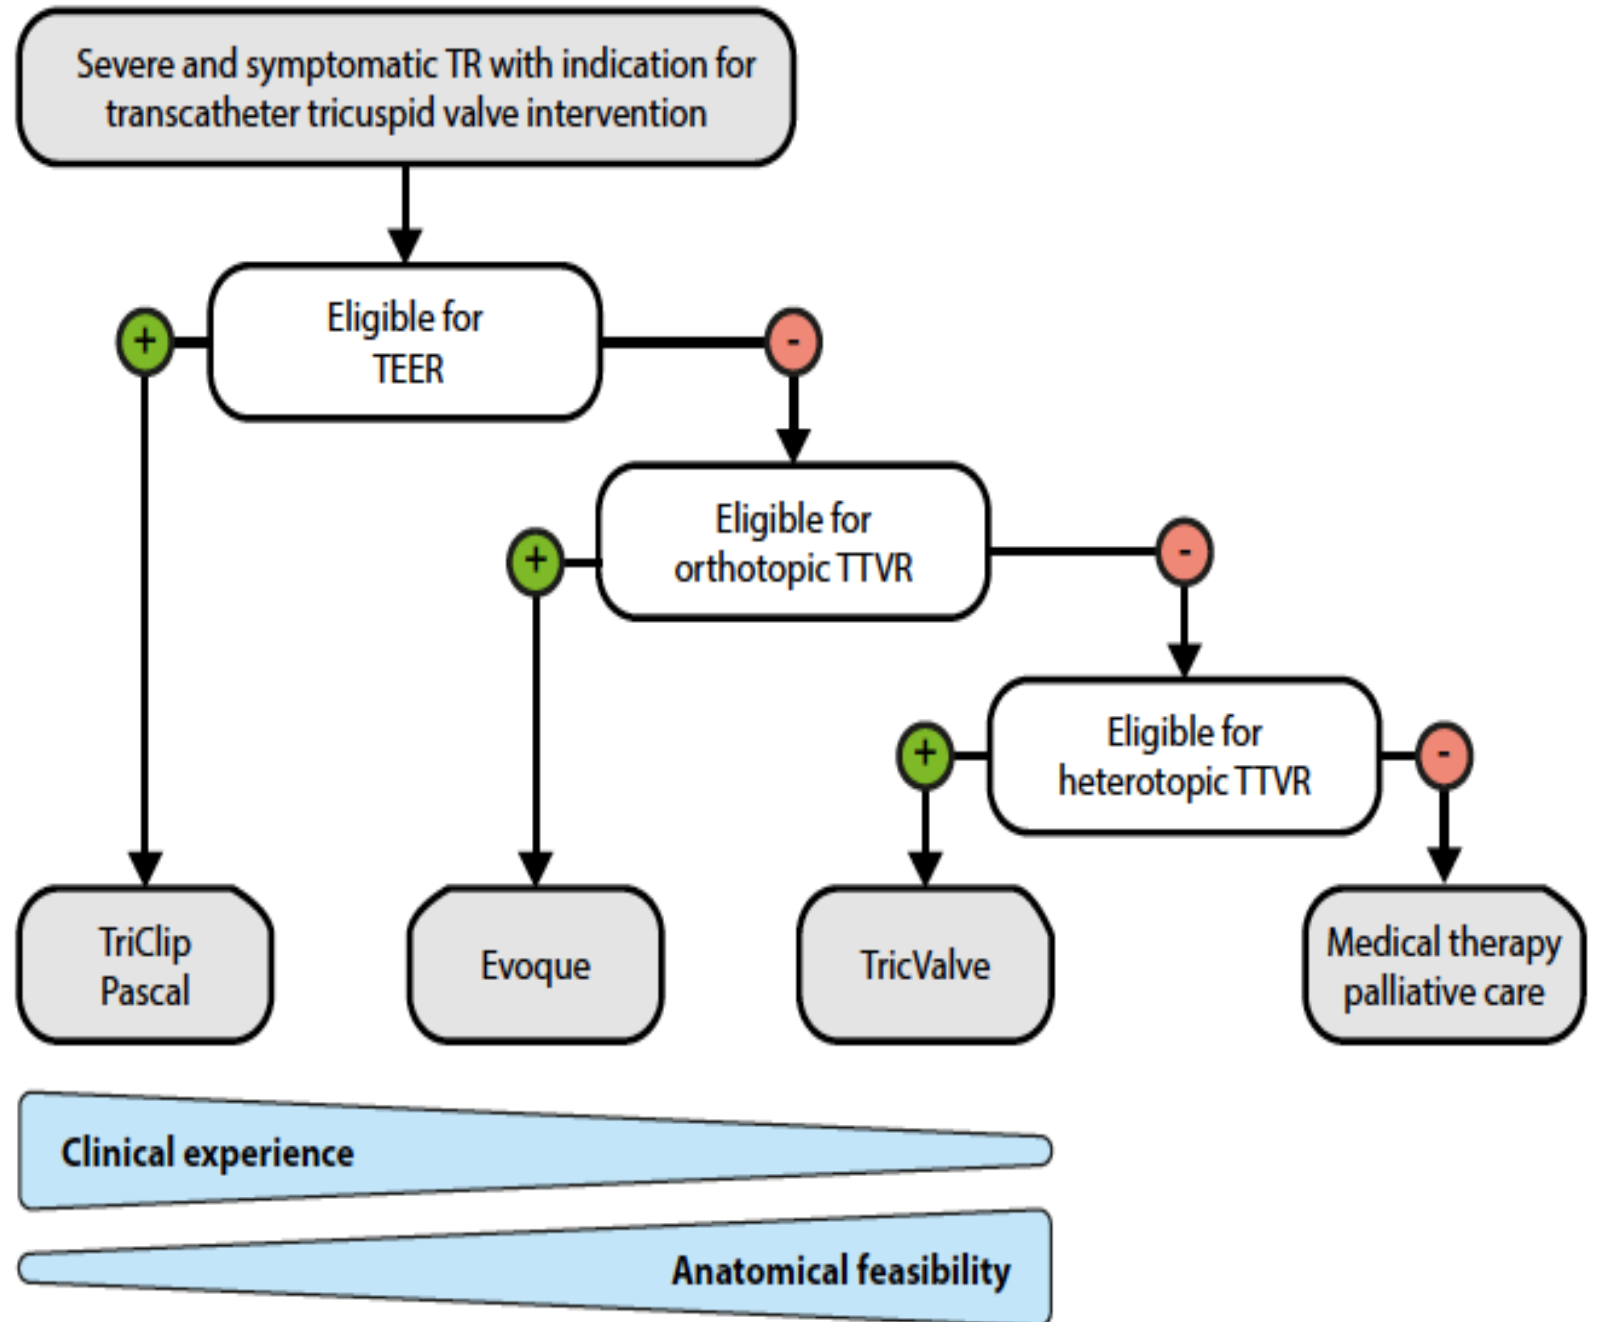 Severe and symptomatic TR with indication for
transcatheter tricuspid valve intervention
Eligible for
TEER
+
-
Eligible for
orthotopic TTVR
+
-
Eligible for
heterotopic TTVR
+
-
TriClip
Pascal
Evoque
TricValve
Medical therapy
palliative care
Clinical experience
Anatomical feasibility